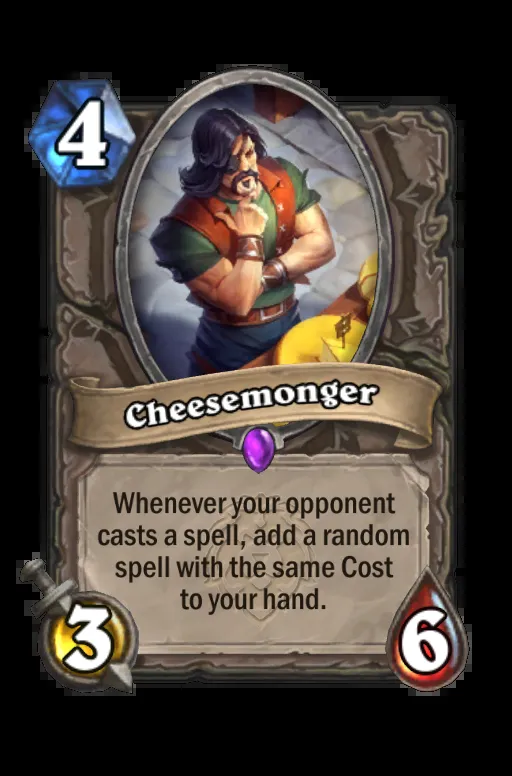 4
Cheesemonger
Whenever your opponent
casts a spell, add a random
spell with the same Cost
to your hand.
3
6